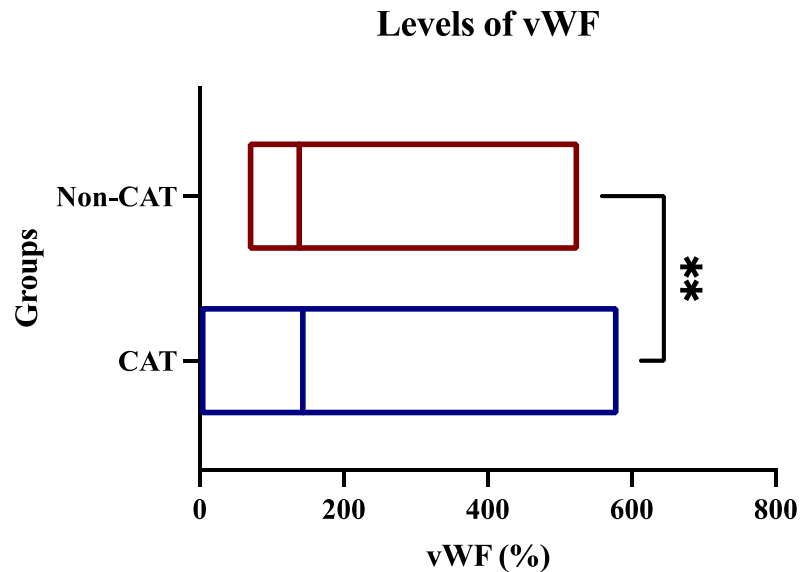 Levels of vWF
Groups
Non-CAT
CAT
**
0 200 400 600 800
vWF (%)